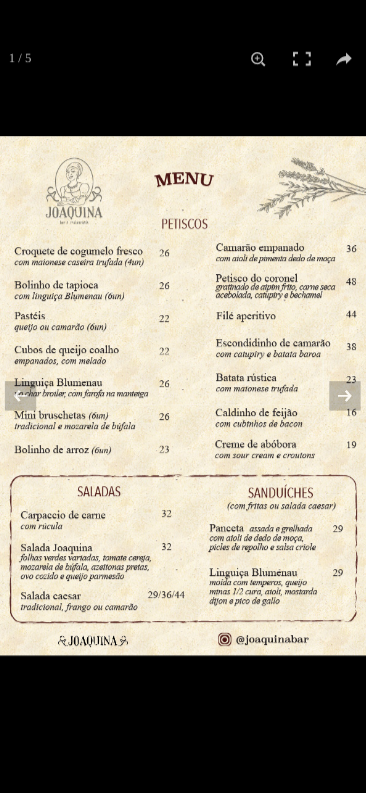 1 / 5
MENU
JOAQUINA
PETISCOS
Croquete de cogumelo fresco 26
com maionese caseira trufada (4un)
Bolinho de tapioca 26
com linguiça Blumenau (6un)
Pastéis 22
queijo ou camarão (6un)
Cubos de queijo coalho 22
empanados, com melado
Linguiça Blumenau 26
broiler, com farofa na manteiga
Mini bruschetas (6un) 26
tradicional e mozarela de búfala
Bolinho de arroz (6un) 23
Camarão empanado 36
com aioli de pimenta dedo de moça
Petisco do coronel 48
gratinado de aipim frito, carne seca
acebolada, catupiry e bechamel
Filé aperitivo 44
Escondidinho de camarão 38
com catupiry e batata baroa
Batata rústica 23
com maionese trufada
Caldinho de feijão 16
com cubinhos de bacon
Creme de abóbora 19
com sour cream e croutons
SALADAS
Carpaccio de carne 32
com rúcula
Salada Joaquina 32
folhas verdes variadas, tomate cereja,
mozarela de búfala, azeitonas pretas,
ovo cozido e queijo parmesão
Salada caesar 29/36/44
tradicional, frango ou camarão
SANDUÍCHES
(com fritas ou salada caesar)
Panceta assada e grelhada 29
com aioli de dedo de moça,
picles de repolho e salsa criole
Linguiça Blumenau 29
moída com temperos, queijo
minas 1/2 cura, aioli, mostarda
dijon e pico de gallo
JOAQUINA
@joaquinabar